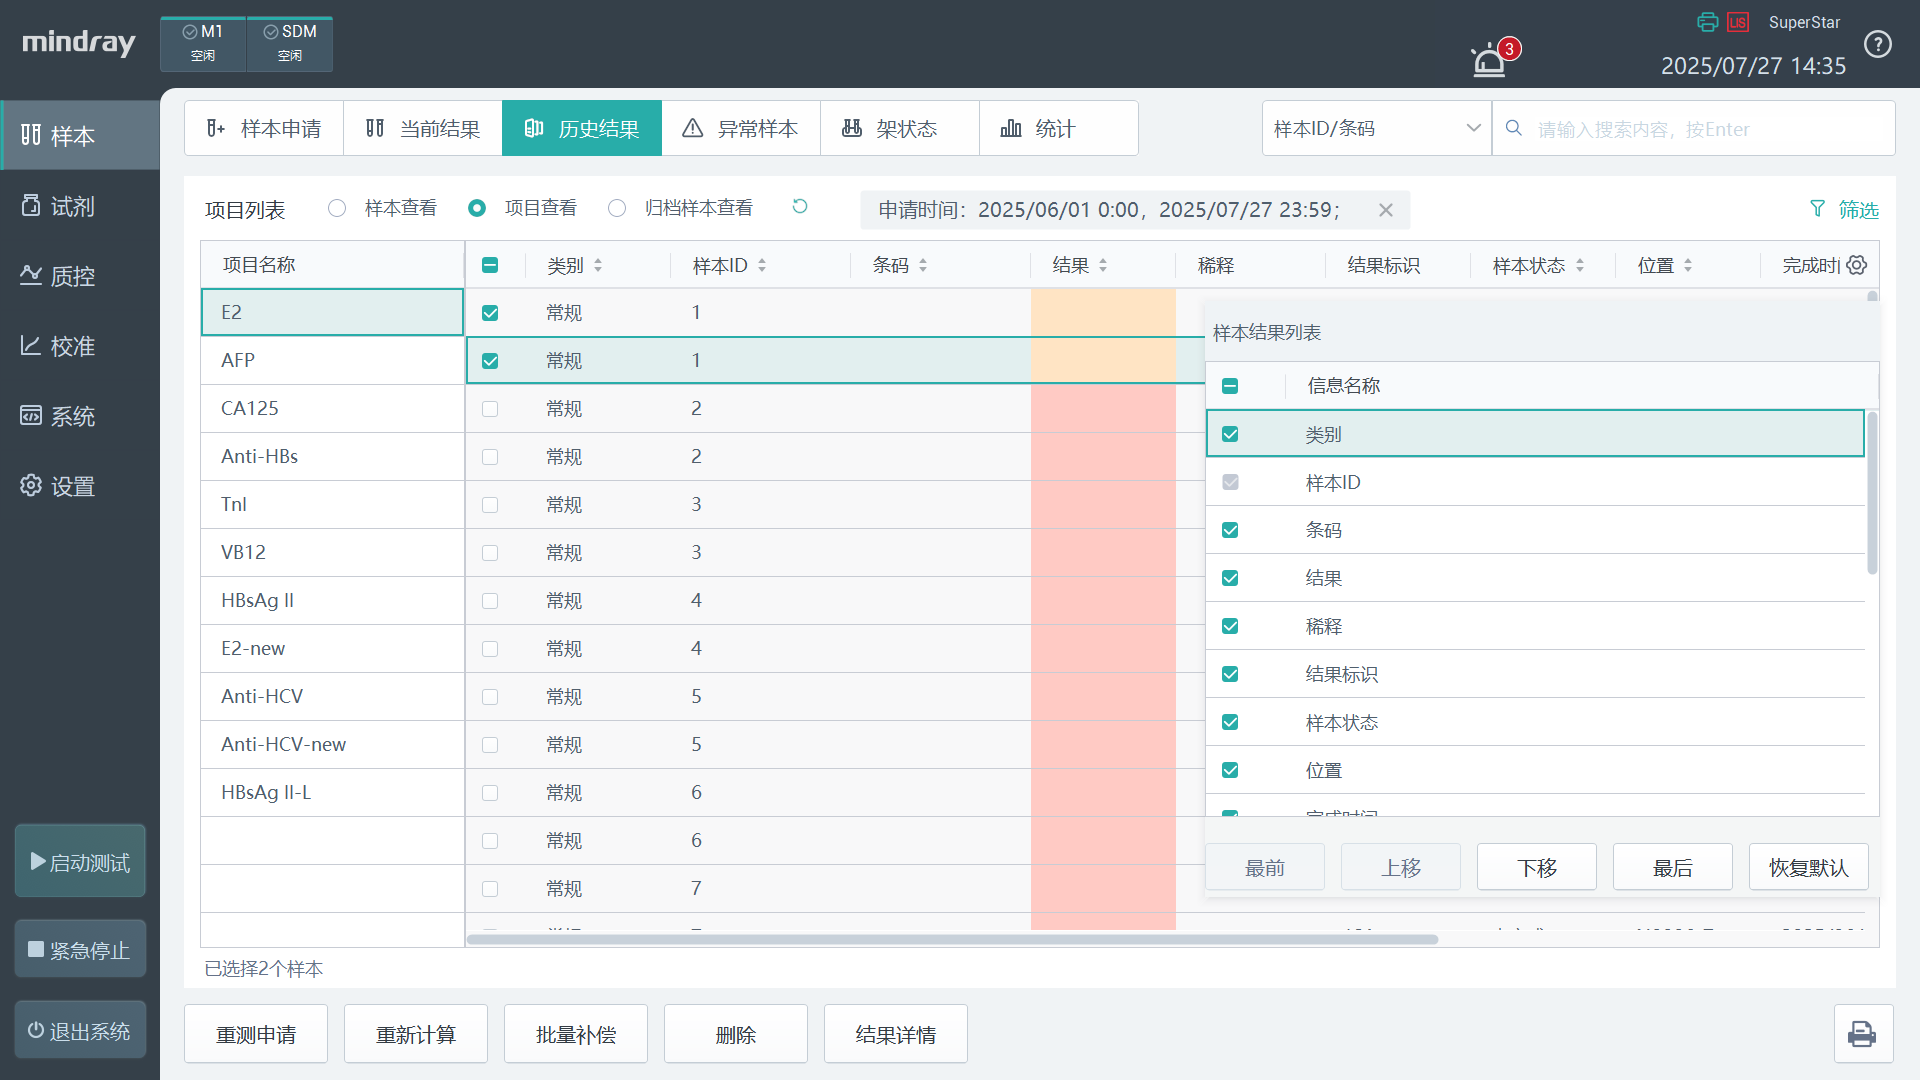 mindray
M1
空闲
SDM
空闲
3
LIS
SuperStar
2025/07/27 14:35
样本
试剂
质控
校准
系统
设置
启动测试
紧急停止
退出系统
样本申请
当前结果
历史结果
异常样本
架状态
统计
样本ID/条码
请输入搜索内容，按Enter
项目列表
样本查看
项目查看
归档样本查看
申请时间：2025/06/01 0:00，2025/07/27 23:59；
筛选
项目名称
类别
样本ID
条码
结果
稀释
结果标识
样本状态
位置
完成时间
E2
AFP
CA125
Anti-HBs
TnI
VB12
HBsAg II
E2-new
Anti-HCV
Anti-HCV-new
HBsAg II-L
常规 1
常规 1
常规 2
常规 2
常规 3
常规 3
常规 4
常规 4
常规 5
常规 5
常规 6
常规 6
常规 7
样本结果列表
信息名称
类别
样本ID
条码
结果
稀释
结果标识
样本状态
位置
完成时间
最前
上移
下移
最后
恢复默认
已选择2个样本
重测申请
重新计算
批量补偿
删除
结果详情